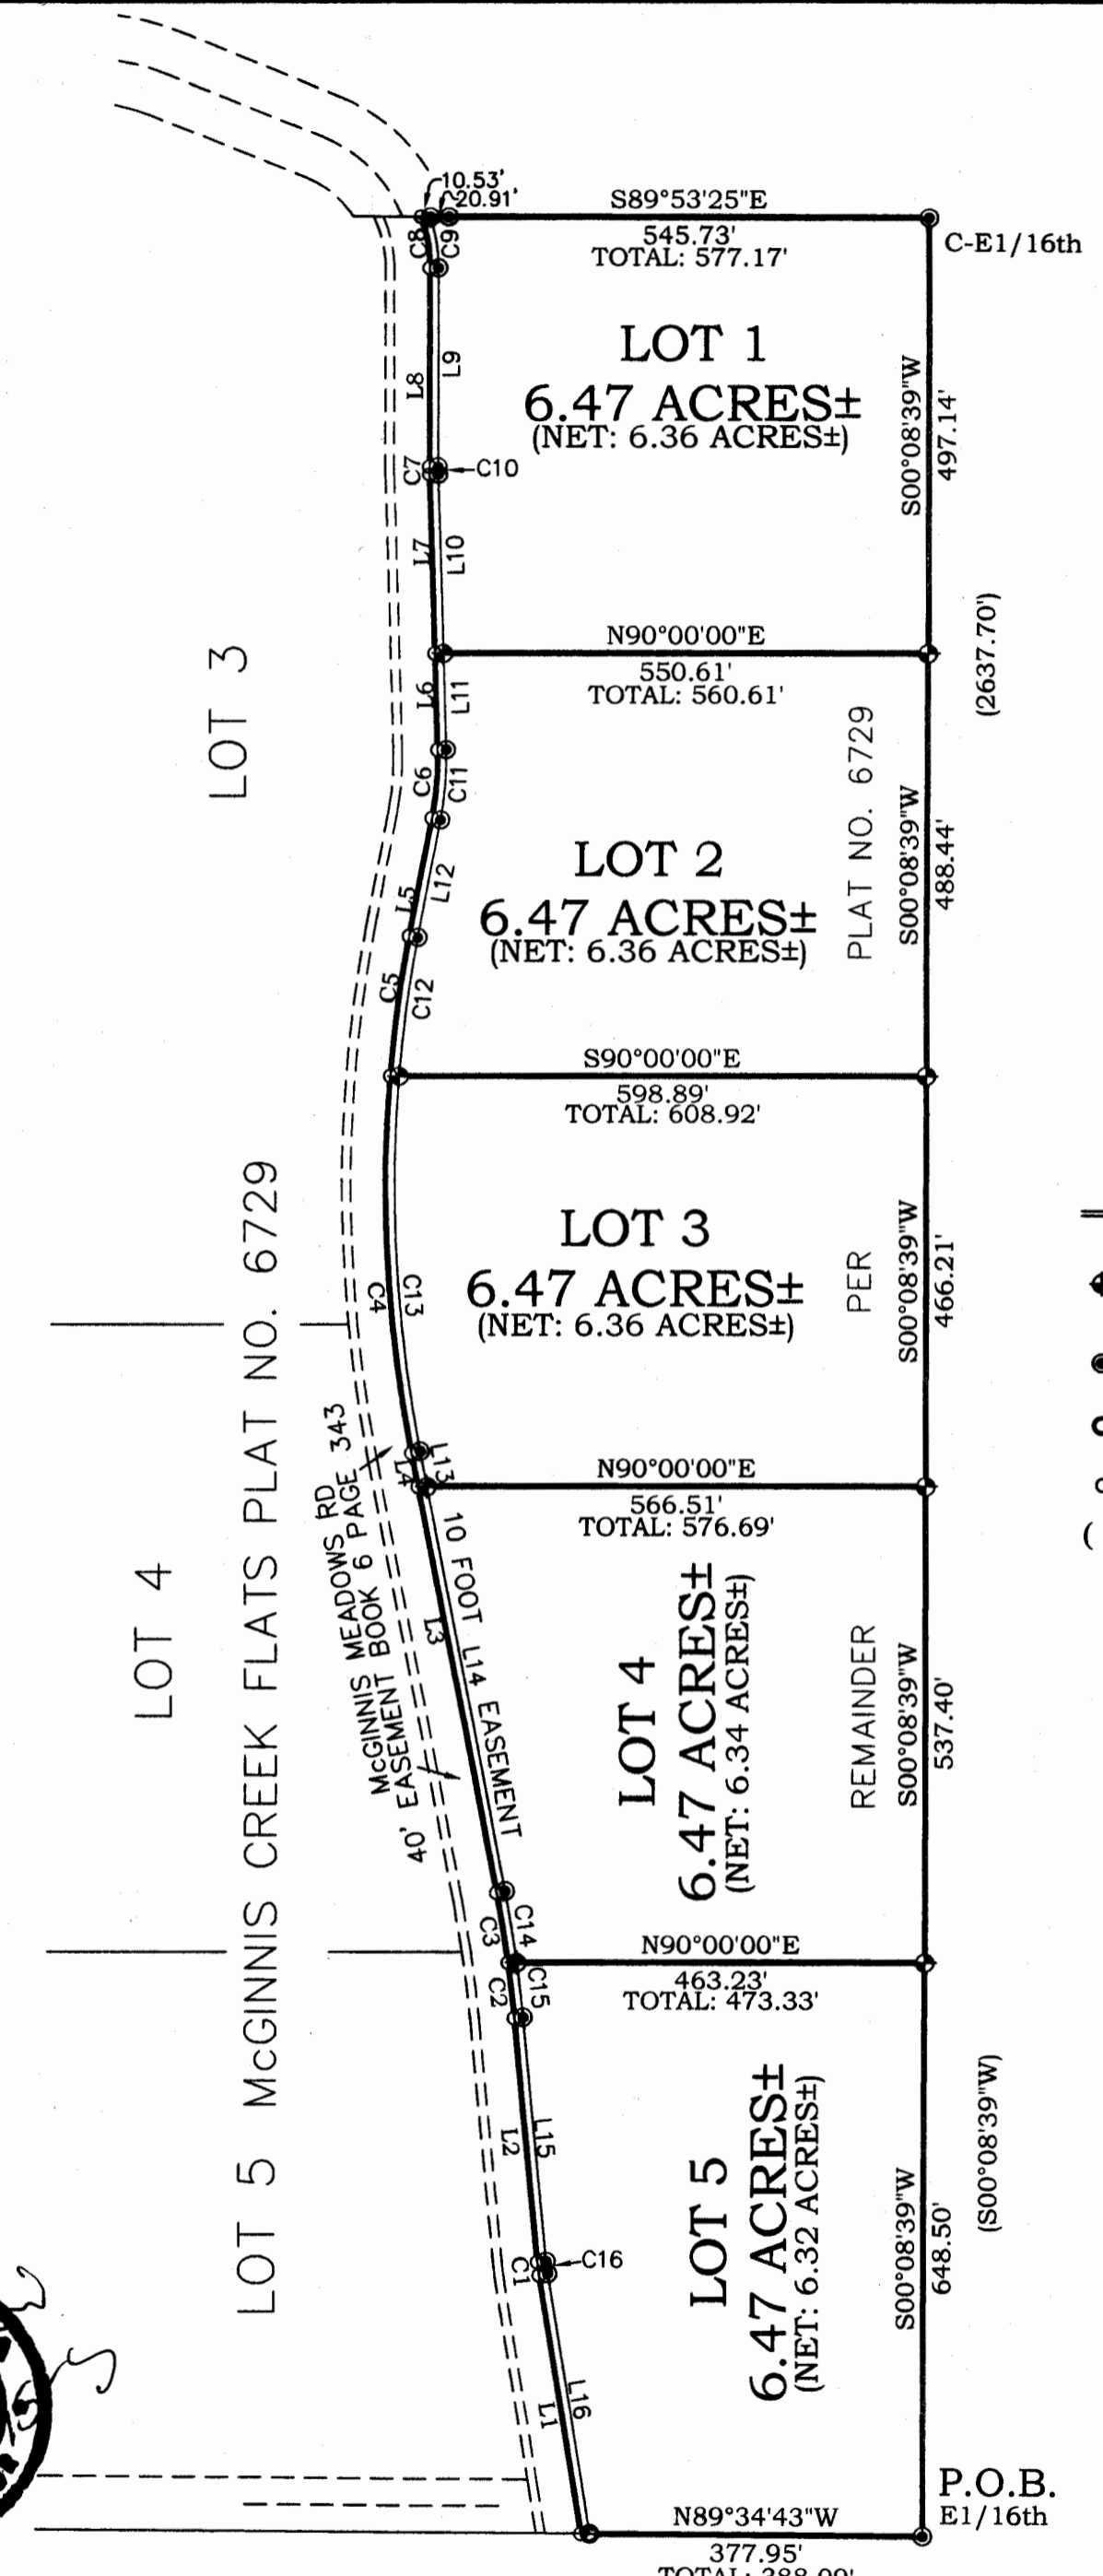 10.53'
20.91'
S89°53'25"E
545.73'
TOTAL: 577.17'
C-E1/16th
C8
C9
LOT 1
6.47 ACRES±
(NET: 6.36 ACRES±)
L8
L9
S00°08'39"W
497.14'
C7
C10
L7
L10
N90°00'00"E
550.61'
TOTAL: 560.61'
(2637.70')
LOT 3
L6
L11
C6
C11
LOT 2
6.47 ACRES±
(NET: 6.36 ACRES±)
PLAT NO. 6729
S00°08'39"W
488.44'
L5
L12
C5
C12
S90°00'00"E
598.89'
TOTAL: 608.92'
LOT 3
6.47 ACRES±
(NET: 6.36 ACRES±)
PER
S00°08'39"W
466.21'
C4
C13
McGINNIS CREEK FLATS PLAT NO. 6729
L4
L13
N90°00'00"E
566.51'
TOTAL: 576.69'
McGINNIS MEADOWS RD
40' EASEMENT BOOK 6 PAGE 343
10 FOOT L14 EASEMENT
L3
LOT 4
LOT 4
6.47 ACRES±
(NET: 6.34 ACRES±)
REMAINDER
S00°08'39"W
537.40'
(
C3
C14
N90°00'00"E
463.23'
TOTAL: 473.33'
C2
C15
L2
L15
LOT 5
LOT 5
6.47 ACRES±
(NET: 6.32 ACRES±)
S00°08'39"W
648.50'
(S00°08'39"W)
C1
C16
L1
L16
P.O.B.
E1/16th
N89°34'43"W
377.95'
TOTAL: 388.09'